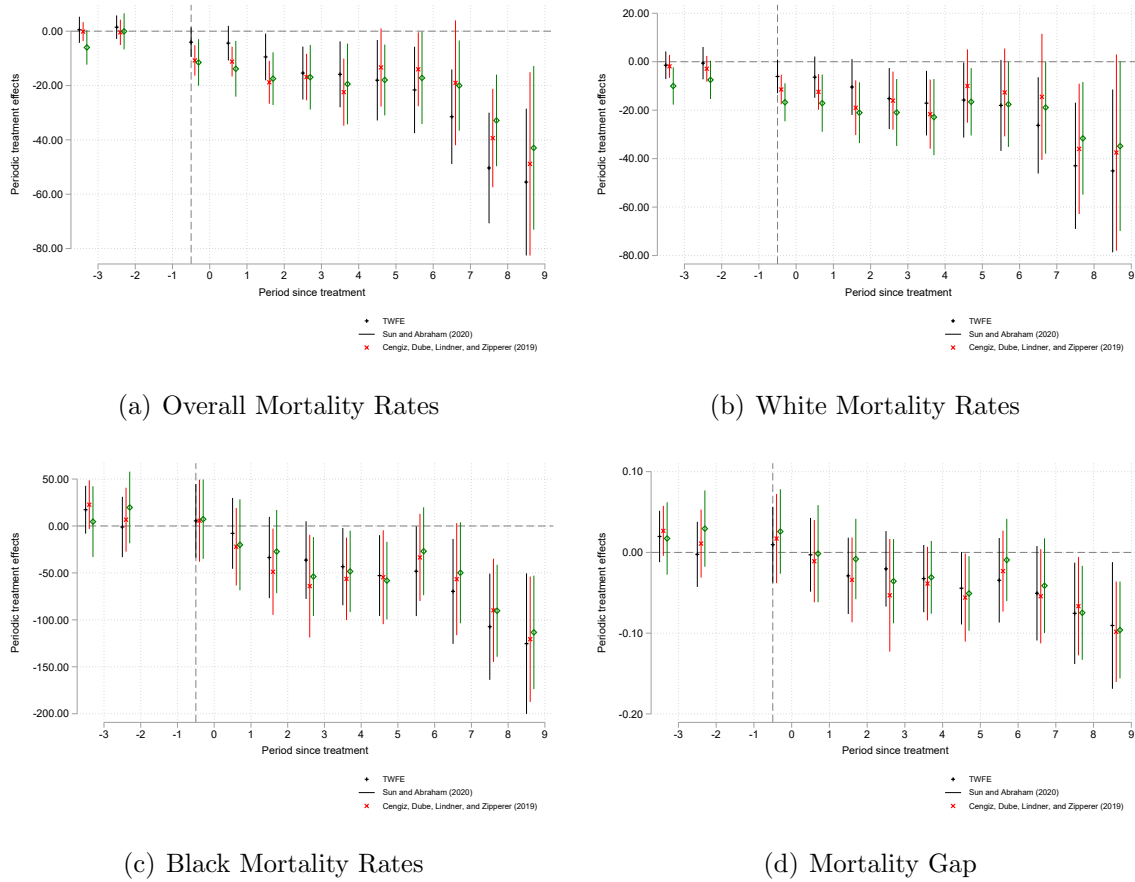 0.00
-20.00
-40.00
-60.00
-80.00
Periodic treatment effects
-3 -2 -1 0 1 2 3 4 5 6 7 8 9
Period since treatment
TWFE
Sun and Abraham (2020)
Cengiz, Dube, Lindner, and Zipperer (2019)
(a) Overall Mortality Rates
20.00
0.00
-20.00
-40.00
-60.00
-80.00
Periodic treatment effects
-3 -2 -1 0 1 2 3 4 5 6 7 8 9
Period since treatment
TWFE
Sun and Abraham (2020)
Cengiz, Dube, Lindner, and Zipperer (2019)
(b) White Mortality Rates
50.00
0.00
-50.00
-100.00
-150.00
-200.00
Periodic treatment effects
-3 -2 -1 0 1 2 3 4 5 6 7 8 9
Period since treatment
TWFE
Sun and Abraham (2020)
Cengiz, Dube, Lindner, and Zipperer (2019)
(c) Black Mortality Rates
0.10
0.00
-0.10
-0.20
Periodic treatment effects
-3 -2 -1 0 1 2 3 4 5 6 7 8 9
Period since treatment
TWFE
Sun and Abraham (2020)
Cengiz, Dube, Lindner, and Zipperer (2019)
(d) Mortality Gap